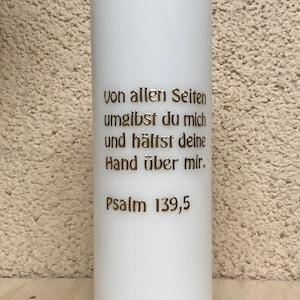 Von allen Seiten
umgibst du mich
und hältst deine
Hand über mir.
Psalm 139,5